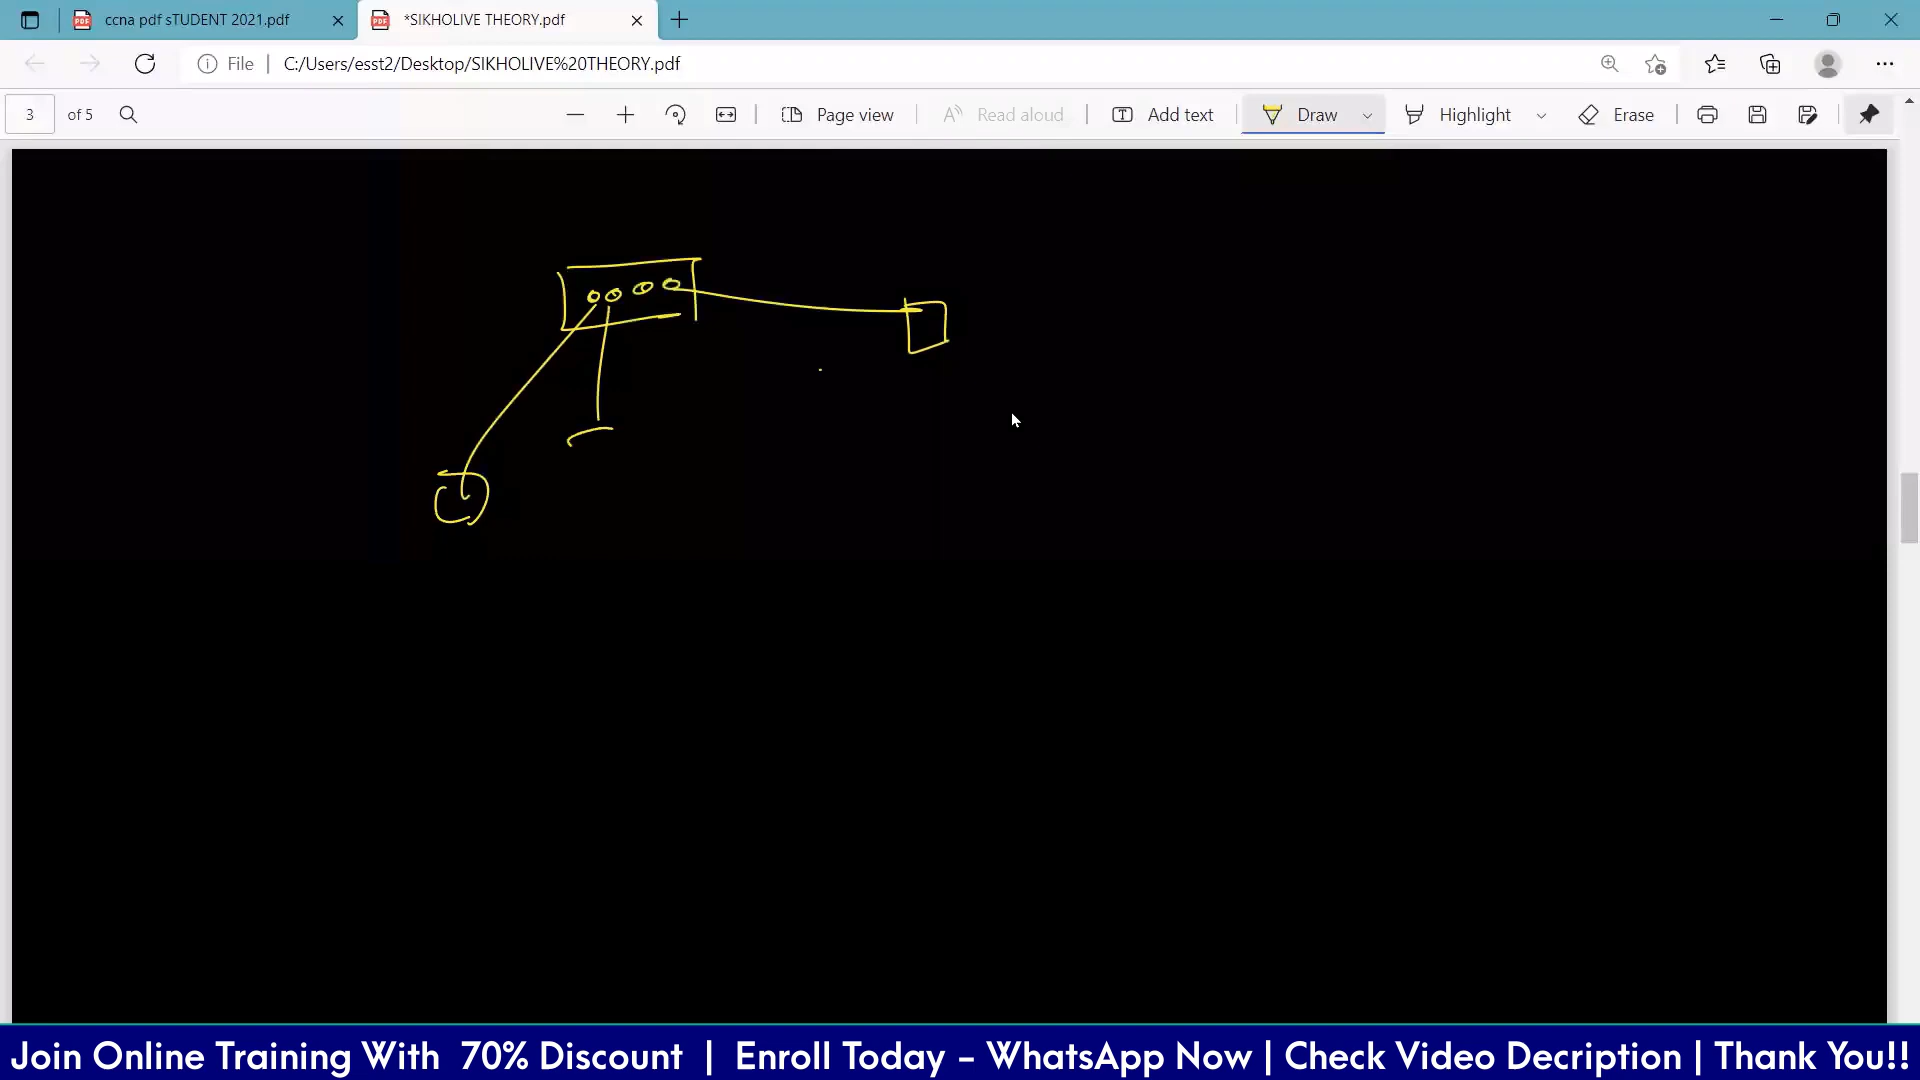 ccna pdf sTUDENT 2021.pdf
*SIKHOLIVE THEORY.pdf
File
C:/Users/esst2/Desktop/SIKHOLIVE%20THEORY.pdf
3 of 5
Page view
Read aloud
Add text
Draw
Highlight
Erase
Join Online Training With 70% Discount | Enroll Today – WhatsApp Now | Check Video Decription | Thank You!!